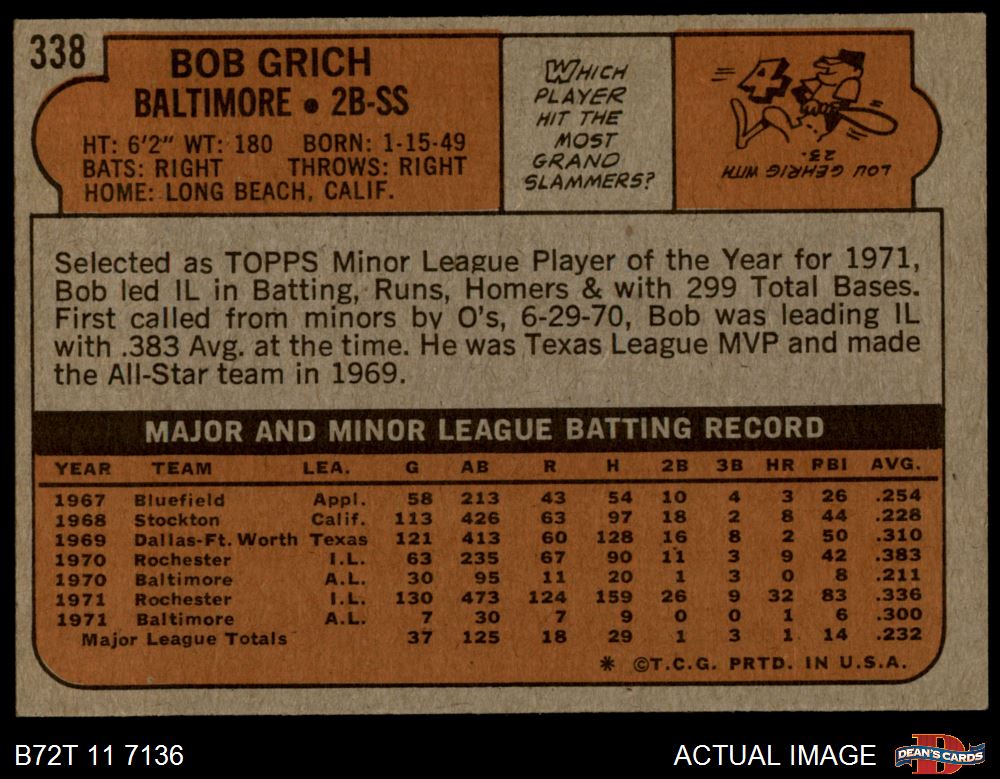 338
BOB GRICH
BALTIMORE • 2B-SS
HT: 6'2" WT: 180 BORN: 1-15-49
BATS: RIGHT THROWS: RIGHT
HOME: LONG BEACH, CALIF.
WHICH
PLAYER
HIT THE
MOST
GRAND
SLAMMERS?
LOU GEHRIG WITH
23.
Selected as TOPPS Minor League Player of the Year for 1971,
Bob led IL in Batting, Runs, Homers & with 299 Total Bases.
First called from minors by O's, 6-29-70, Bob was leading IL
with .383 Avg. at the time. He was Texas League MVP and made
the All-Star team in 1969.
MAJOR AND MINOR LEAGUE BATTING RECORD
YEAR TEAM LEA. G AB R H 2B 3B HR RBI AVG.
1967 Bluefield Appl. 58 213 43 54 10 4 3 26 .254
1968 Stockton Calif. 113 426 63 97 18 2 8 44 .228
1969 Dallas-Ft. Worth Texas 121 413 60 128 16 8 2 50 .310
1970 Rochester I.L. 63 235 67 90 11 3 9 42 .383
1970 Baltimore A.L. 30 95 11 20 1 3 0 8 .211
1971 Rochester I.L. 130 473 124 159 26 9 32 83 .336
1971 Baltimore A.L. 7 30 7 9 0 0 1 6 .300
Major League Totals 37 125 18 29 1 3 1 14 .232
* ©T.C.G. PRTD. IN U.S.A.
B72T 11 7136
ACTUAL IMAGE
DEAN'S CARDS